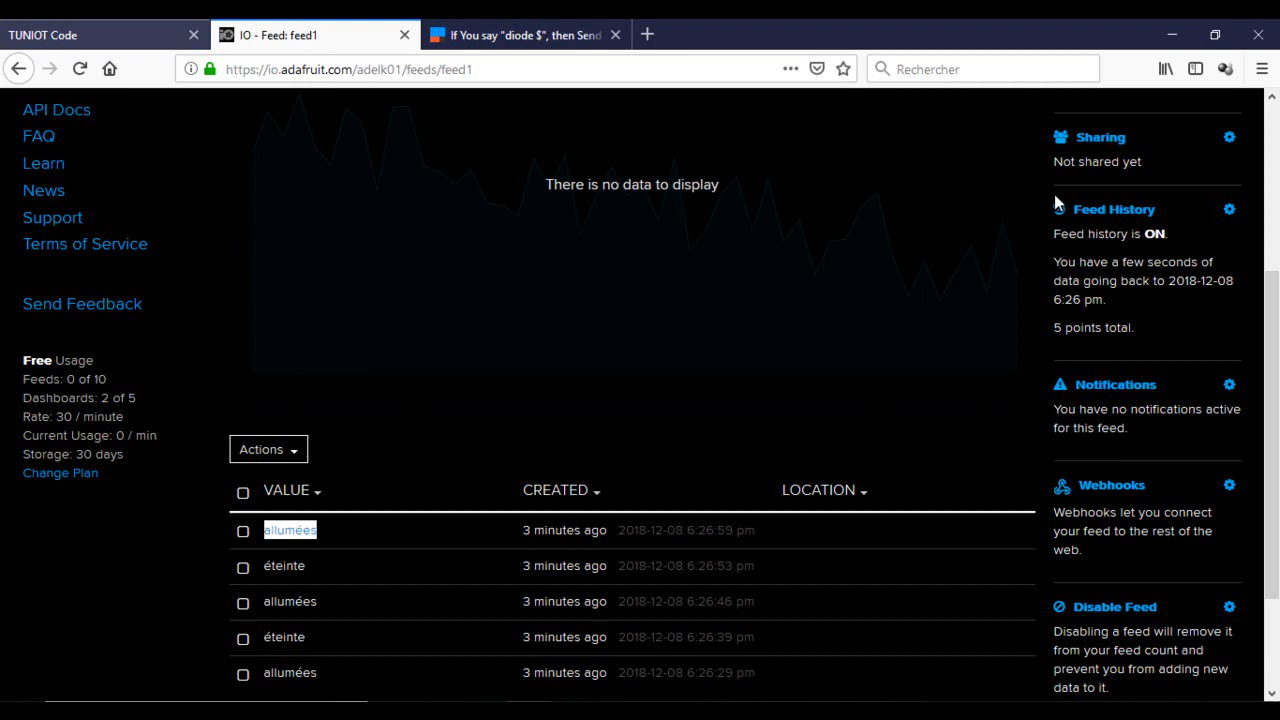 TUNIOT Code
IO - Feed: feed1
If You say "diode $", then Send
https://io.adafruit.com/adelk01/feeds/feed1
Rechercher
API Docs
FAQ
Learn
News
Support
Terms of Service
Send Feedback
Free Usage
Feeds: 0 of 10
Dashboards: 2 of 5
Rate: 30 / minute
Current Usage: 0 / min
Storage: 30 days
Change Plan
There is no data to display
Actions
VALUE CREATED LOCATION
allumées 3 minutes ago 2018-12-08 6:26:59 pm
éteinte 3 minutes ago 2018-12-08 6:26:53 pm
allumées 3 minutes ago 2018-12-08 6:26:46 pm
éteinte 3 minutes ago 2018-12-08 6:26:39 pm
allumées 3 minutes ago 2018-12-08 6:26:29 pm
Sharing
Not shared yet
Feed History
Feed history is ON.
You have a few seconds of
data going back to 2018-12-08
6:26 pm.
5 points total.
Notifications
You have no notifications active
for this feed.
Webhooks
Webhooks let you connect
your feed to the rest of the
web.
Disable Feed
Disabling a feed will remove it
from your feed count and
prevent you from adding new
data to it.